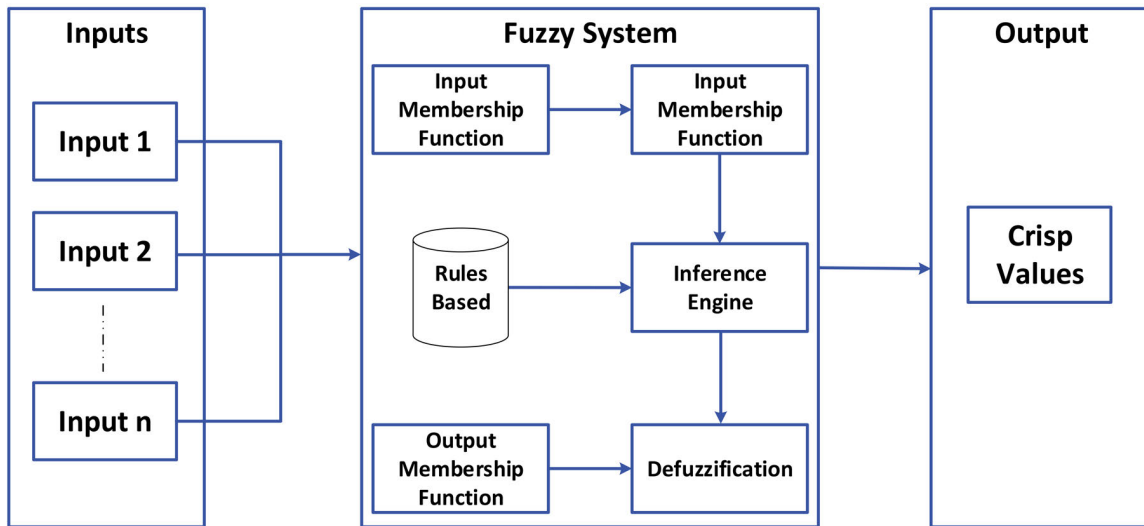 Inputs
Input 1
Input 2
Input n
Fuzzy System
Input
Membership
Function
Input
Membership
Function
Rules
Based
Inference
Engine
Output
Membership
Function
Defuzzification
Output
Crisp
Values